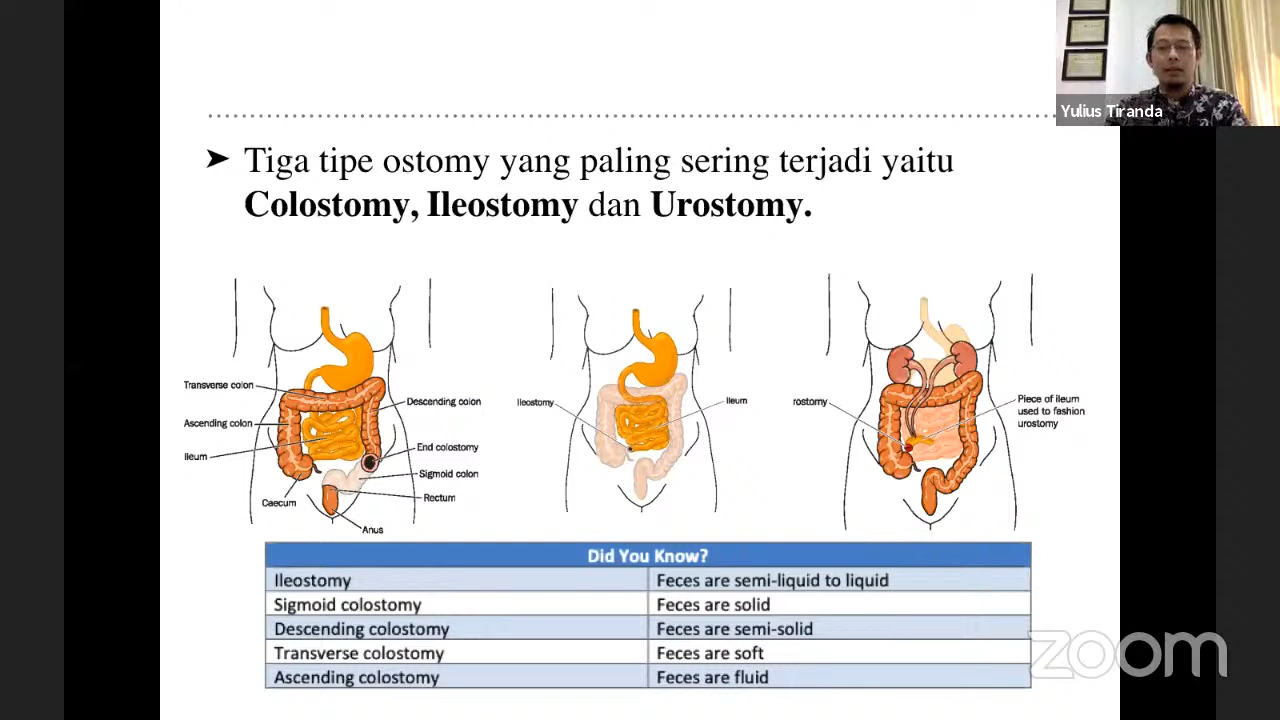 Yulius Tiranda
➤ Tiga tipe ostomy yang paling sering terjadi yaitu
Colostomy, Ileostomy dan Urostomy.
Transverse colon
Ascending colon
Ileum
Caecum
Descending colon
End colostomy
Sigmoid colon
Rectum
Anus
Ileostomy
Ileum
rostomy
Piece of ileum
used to fashion
urostomy
Did You Know?
Ileostomy Feces are semi-liquid to liquid
Sigmoid colostomy Feces are solid
Descending colostomy Feces are semi-solid
Transverse colostomy Feces are soft
Ascending colostomy Feces are fluid
zoom